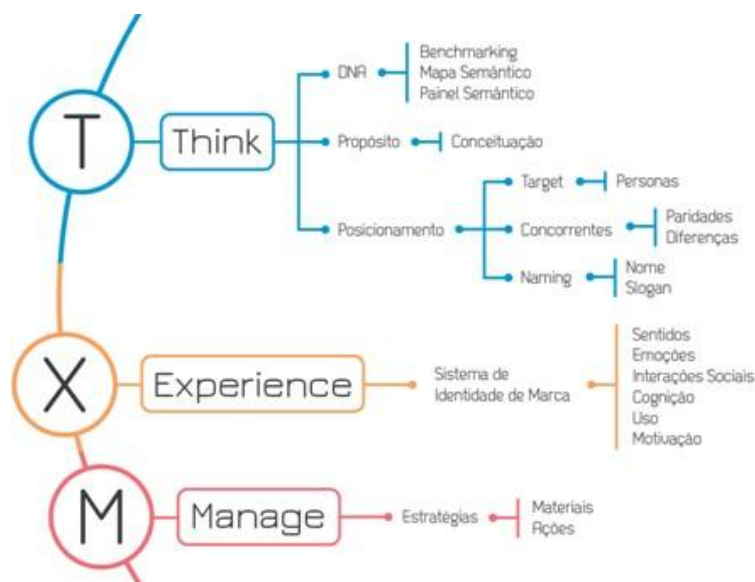 T
Think
DNA
Benchmarking
Mapa Semântico
Painel Semântico
Propósito
Conceituação
Posicionamento
Target
Personas
Concorrentes
Paridades
Diferenças
Naming
Nome
Slogan
X
Experience
Sistema de
Identidade de Marca
Sentidos
Emoções
Interações Sociais
Cognição
Uso
Motivação
M
Manage
Estratégias
Materiais
Ações